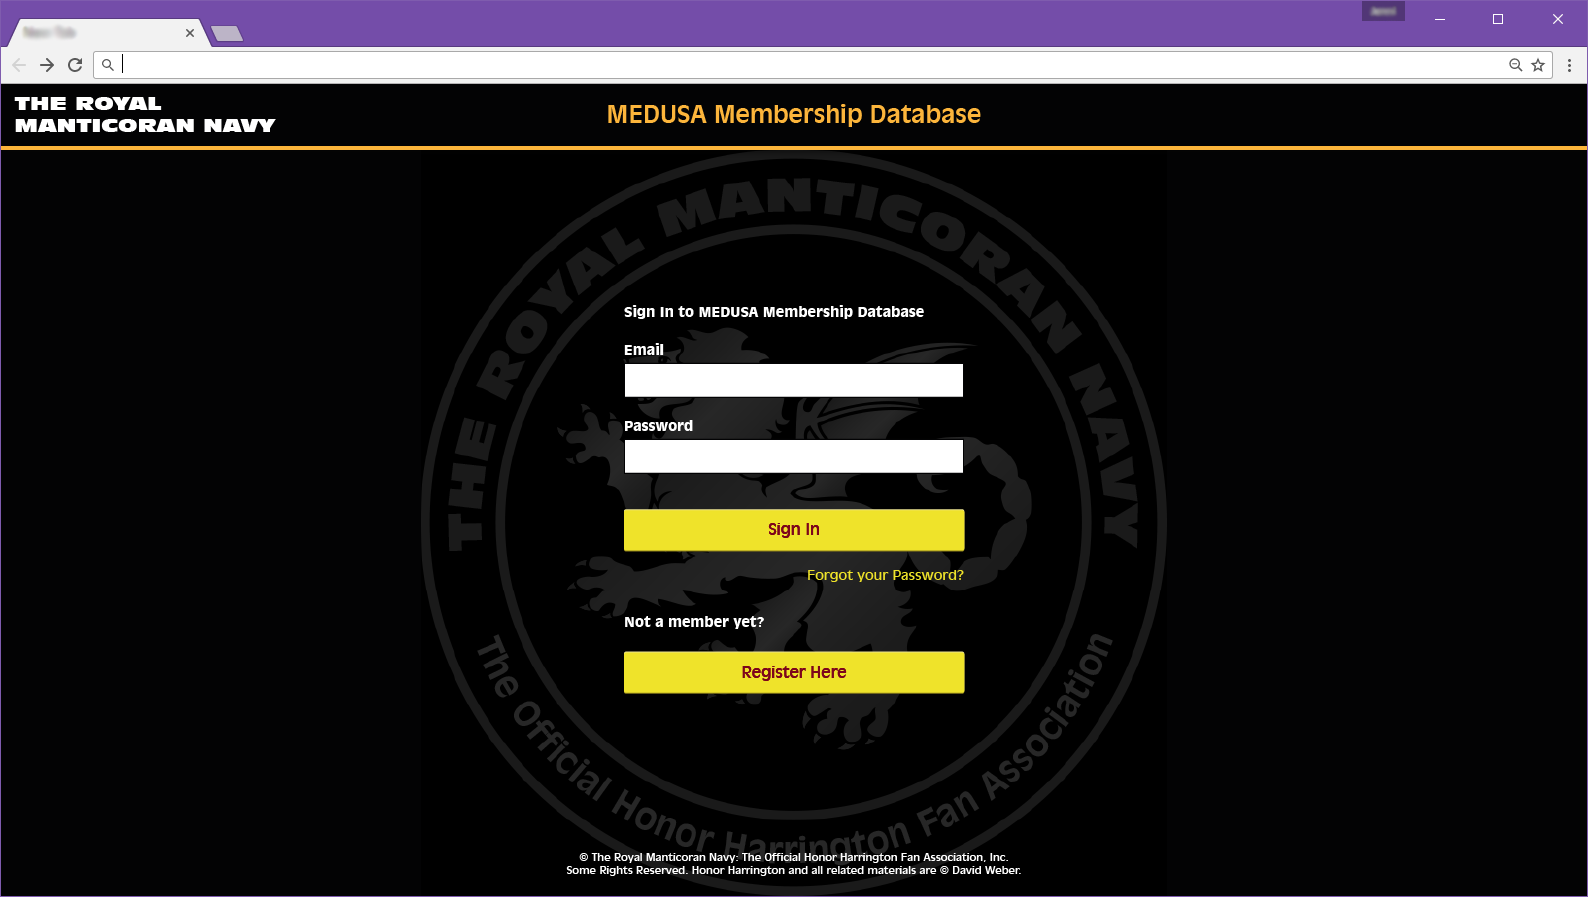 THE ROYAL
MANTICORAN NAVY
MEDUSA Membership Database
THE ROYAL MANTICORAN NAVY
Sign In to MEDUSA Membership Database
Email
Password
Sign In
Forgot your Password?
Not a member yet?
Register Here
The Official Honor Harrington Fan Association
© The Royal Manticoran Navy: The Official Honor Harrington Fan Association, Inc.
Some Rights Reserved. Honor Harrington and all related materials are © David Weber.